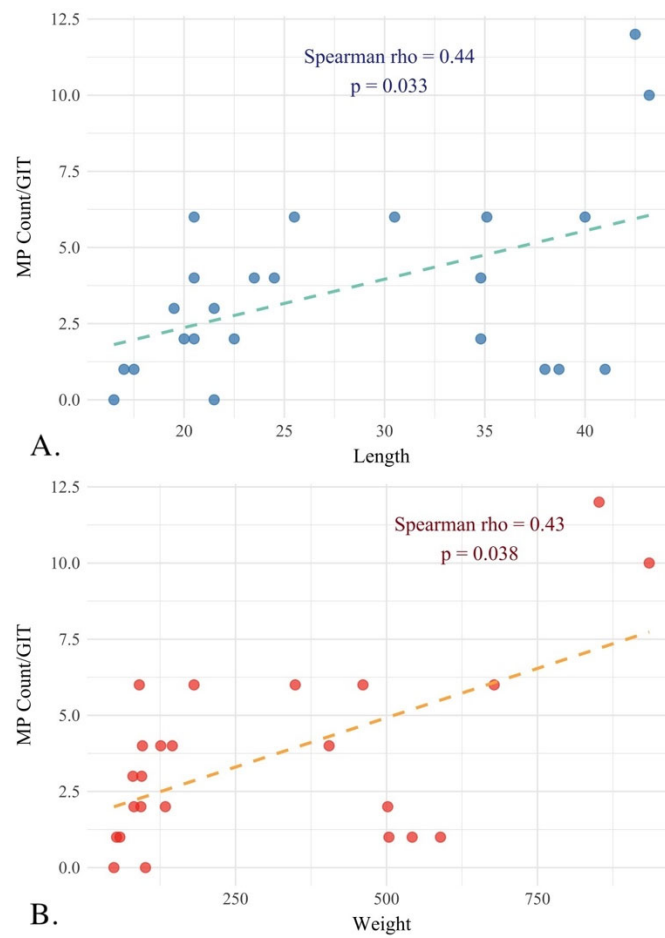 12.5
Spearman rho = 0.44
p = 0.033
10.0
7.5
MP Count/GIT
5.0
2.5
0.0
20 25 30 35 40
A.
Length
12.5
Spearman rho = 0.43
p = 0.038
10.0
7.5
MP Count/GIT
5.0
2.5
0.0
250 500 750
B.
Weight